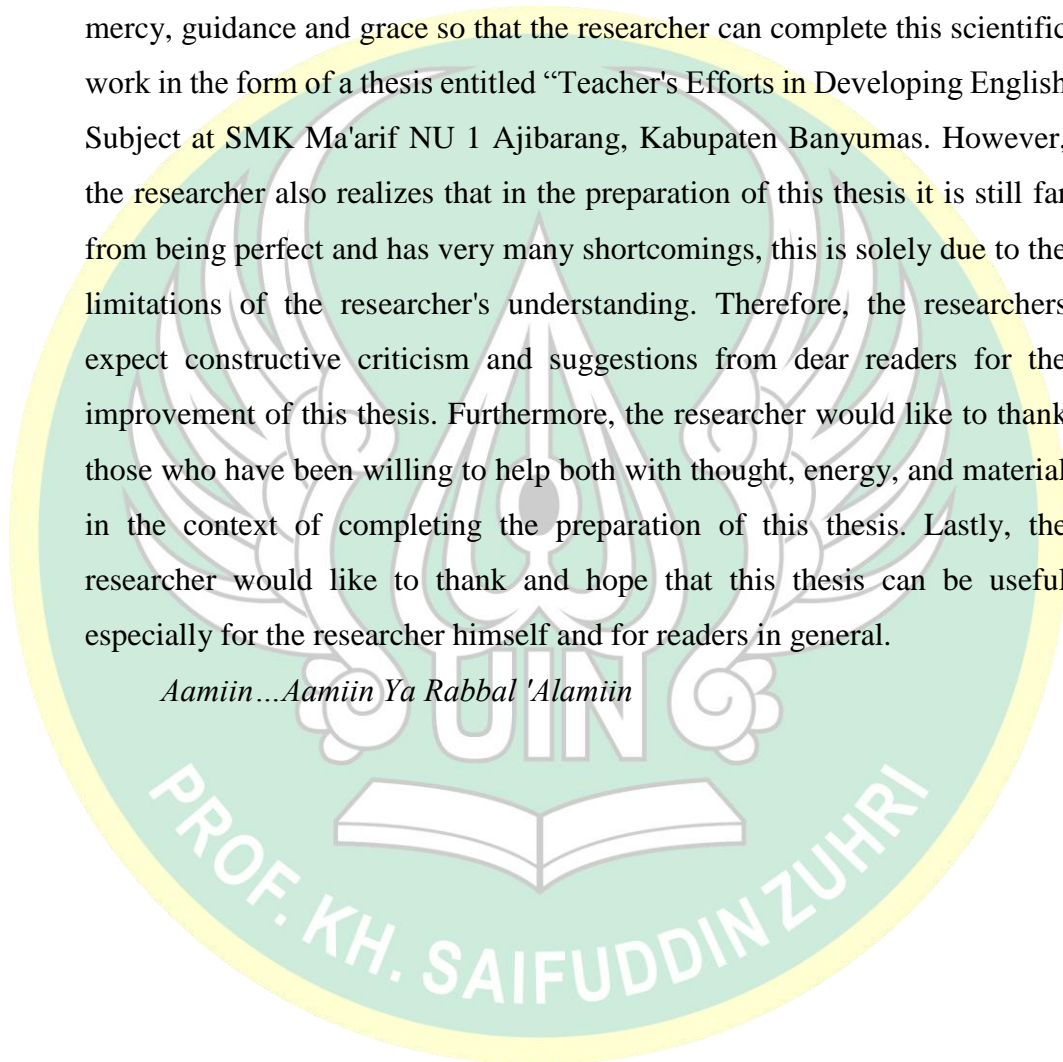 mercy, guidance and grace so that the researcher can complete this scientific
work in the form of a thesis entitled “Teacher's Efforts in Developing English
Subject at SMK Ma'arif NU 1 Ajibarang, Kabupaten Banyumas. However,
the researcher also realizes that in the preparation of this thesis it is still far
from being perfect and has very many shortcomings, this is solely due to the
limitations of the researcher's understanding. Therefore, the researchers
expect constructive criticism and suggestions from dear readers for the
improvement of this thesis. Furthermore, the researcher would like to thank
those who have been willing to help both with thought, energy, and material
in the context of completing the preparation of this thesis. Lastly, the
researcher would like to thank and hope that this thesis can be useful
especially for the researcher himself and for readers in general.
Aamiin…Aamiin Ya Rabbal 'Alamiin
UIN
PROF. KH. SAIFUDDIN ZUHRI